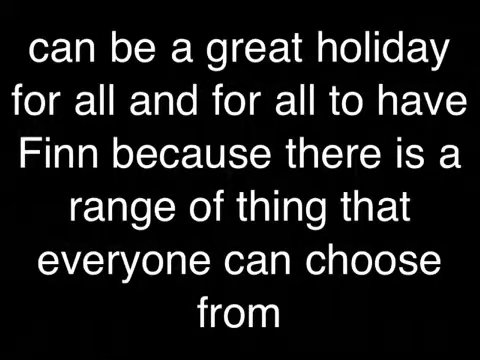 can be a great holiday
for all and for all to have
Finn because there is a
range of thing that
everyone can choose
from